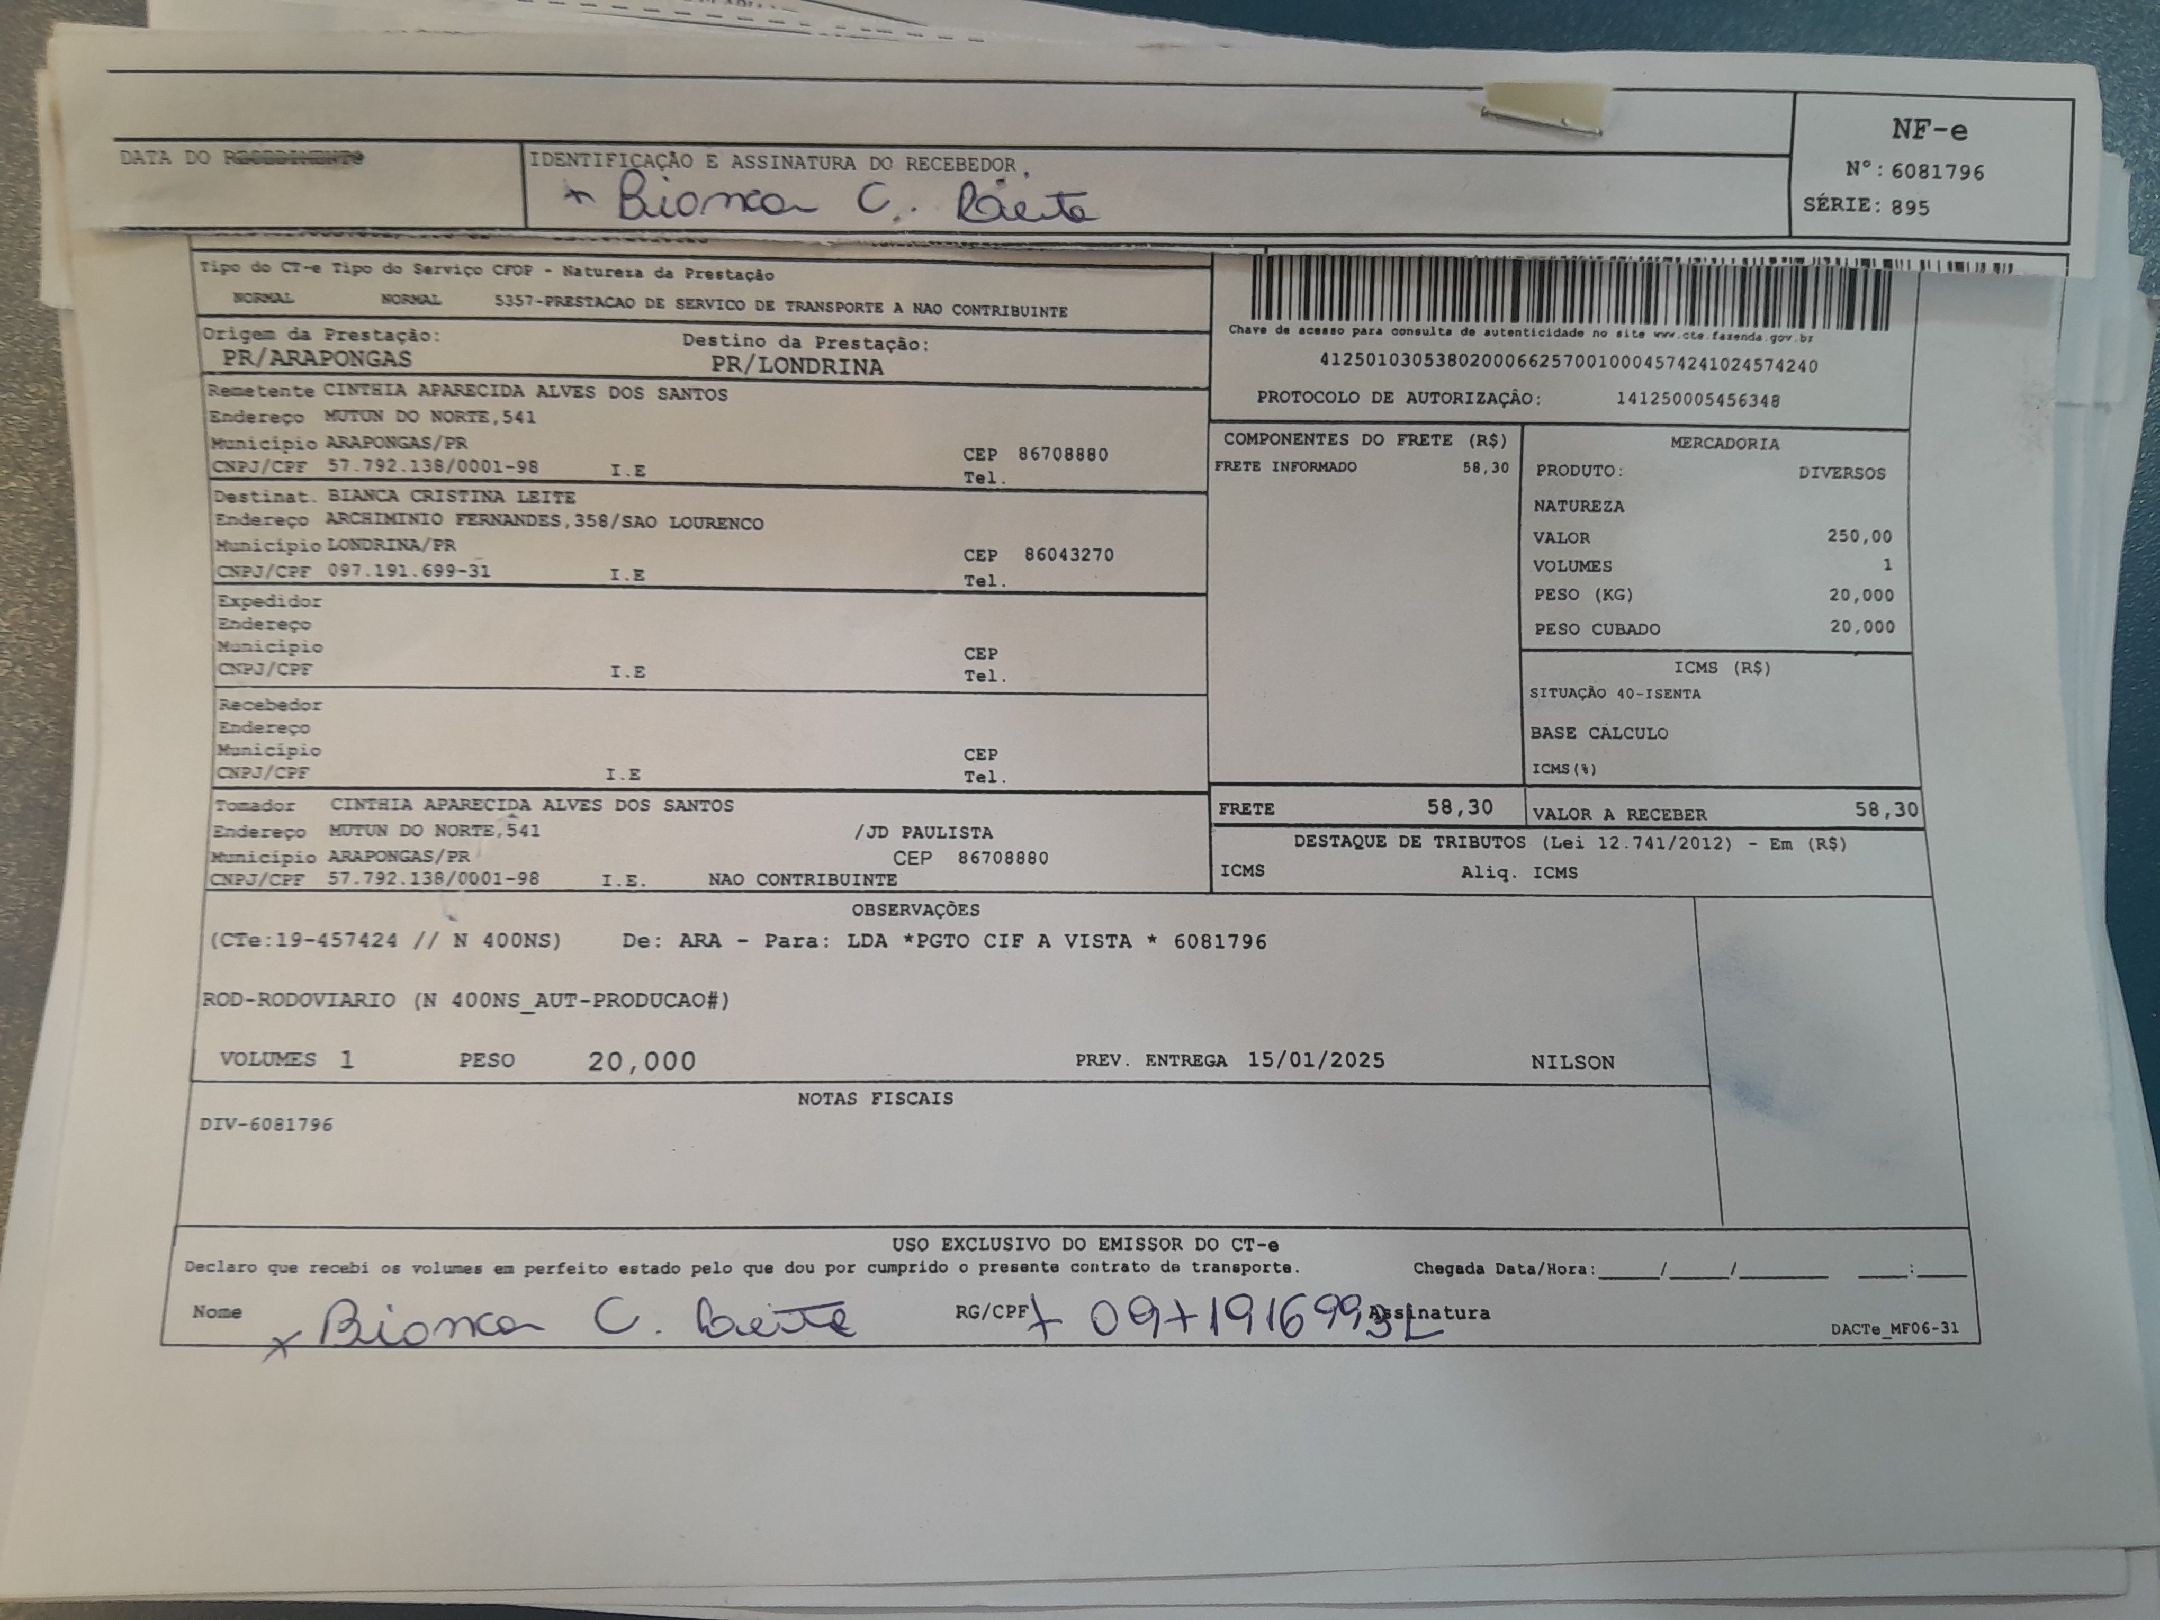 NF-e
Nº: 6081796
SÉRIE: 895
DATA DO RECEBIMENTO
IDENTIFICAÇÃO E ASSINATURA DO RECEBEDOR
x Bianca C. Leite
Tipo do CT-e Tipo do Serviço CFOP - Natureza da Prestação
NORMAL NORMAL 5357-PRESTACAO DE SERVICO DE TRANSPORTE A NAO CONTRIBUINTE
Origem da Prestação: Destino da Prestação:
PR/ARAPONGAS PR/LONDRINA
Remetente CINTHIA APARECIDA ALVES DOS SANTOS
Endereço MUTUN DO NORTE,541
Município ARAPONGAS/PR CEP 86708880
CNPJ/CPF 57.792.138/0001-98 I.E Tel.
Destinat. BIANCA CRISTINA LEITE
Endereço ARCHIMINIO FERNANDES,358/SAO LOURENCO
Município LONDRINA/PR CEP 86043270
CNPJ/CPF 097.191.699-31 I.E Tel.
Expedidor
Endereço
Município CEP
CNPJ/CPF I.E Tel.
Recebedor
Endereço
Município CEP
CNPJ/CPF I.E Tel.
Tomador CINTHIA APARECIDA ALVES DOS SANTOS
Endereço MUTUN DO NORTE,541 /JD PAULISTA
Município ARAPONGAS/PR CEP 86708880
CNPJ/CPF 57.792.138/0001-98 I.E. NAO CONTRIBUINTE
Chave de acesso para consulta de autenticidade no site www.cte.fazenda.gov.br
41250103053802000662570010004574241024574240
PROTOCOLO DE AUTORIZAÇÂO: 141250005456348
COMPONENTES DO FRETE (R$)
FRETE INFORMADO 58,30
MERCADORIA
PRODUTO: DIVERSOS
NATUREZA
VALOR 250,00
VOLUMES 1
PESO (KG) 20,000
PESO CUBADO 20,000
ICMS (R$)
SITUAÇÃO 40-ISENTA
BASE CÁLCULO
ICMS(%)
FRETE 58,30 VALOR A RECEBER 58,30
DESTAQUE DE TRIBUTOS (Lei 12.741/2012) - Em (R$)
ICMS Aliq. ICMS
OBSERVAÇÕES
(CTe:19-457424 // N 400NS) De: ARA - Para: LDA *PGTO CIF A VISTA * 6081796
ROD-RODOVIARIO (N 400NS_AUT-PRODUCAO#)
VOLUMES 1 PESO 20,000 PREV. ENTREGA 15/01/2025 NILSON
NOTAS FISCAIS
DIV-6081796
USO EXCLUSIVO DO EMISSOR DO CT-e
Declaro que recebi os volumes em perfeito estado pelo que dou por cumprido o presente contrato de transporte. Chegada Data/Hora:_____/_____/________ ____:____
Nome x Bianca C. Leite RG/CPF x 09719169931 Assinatura
DACTe_MF06-31